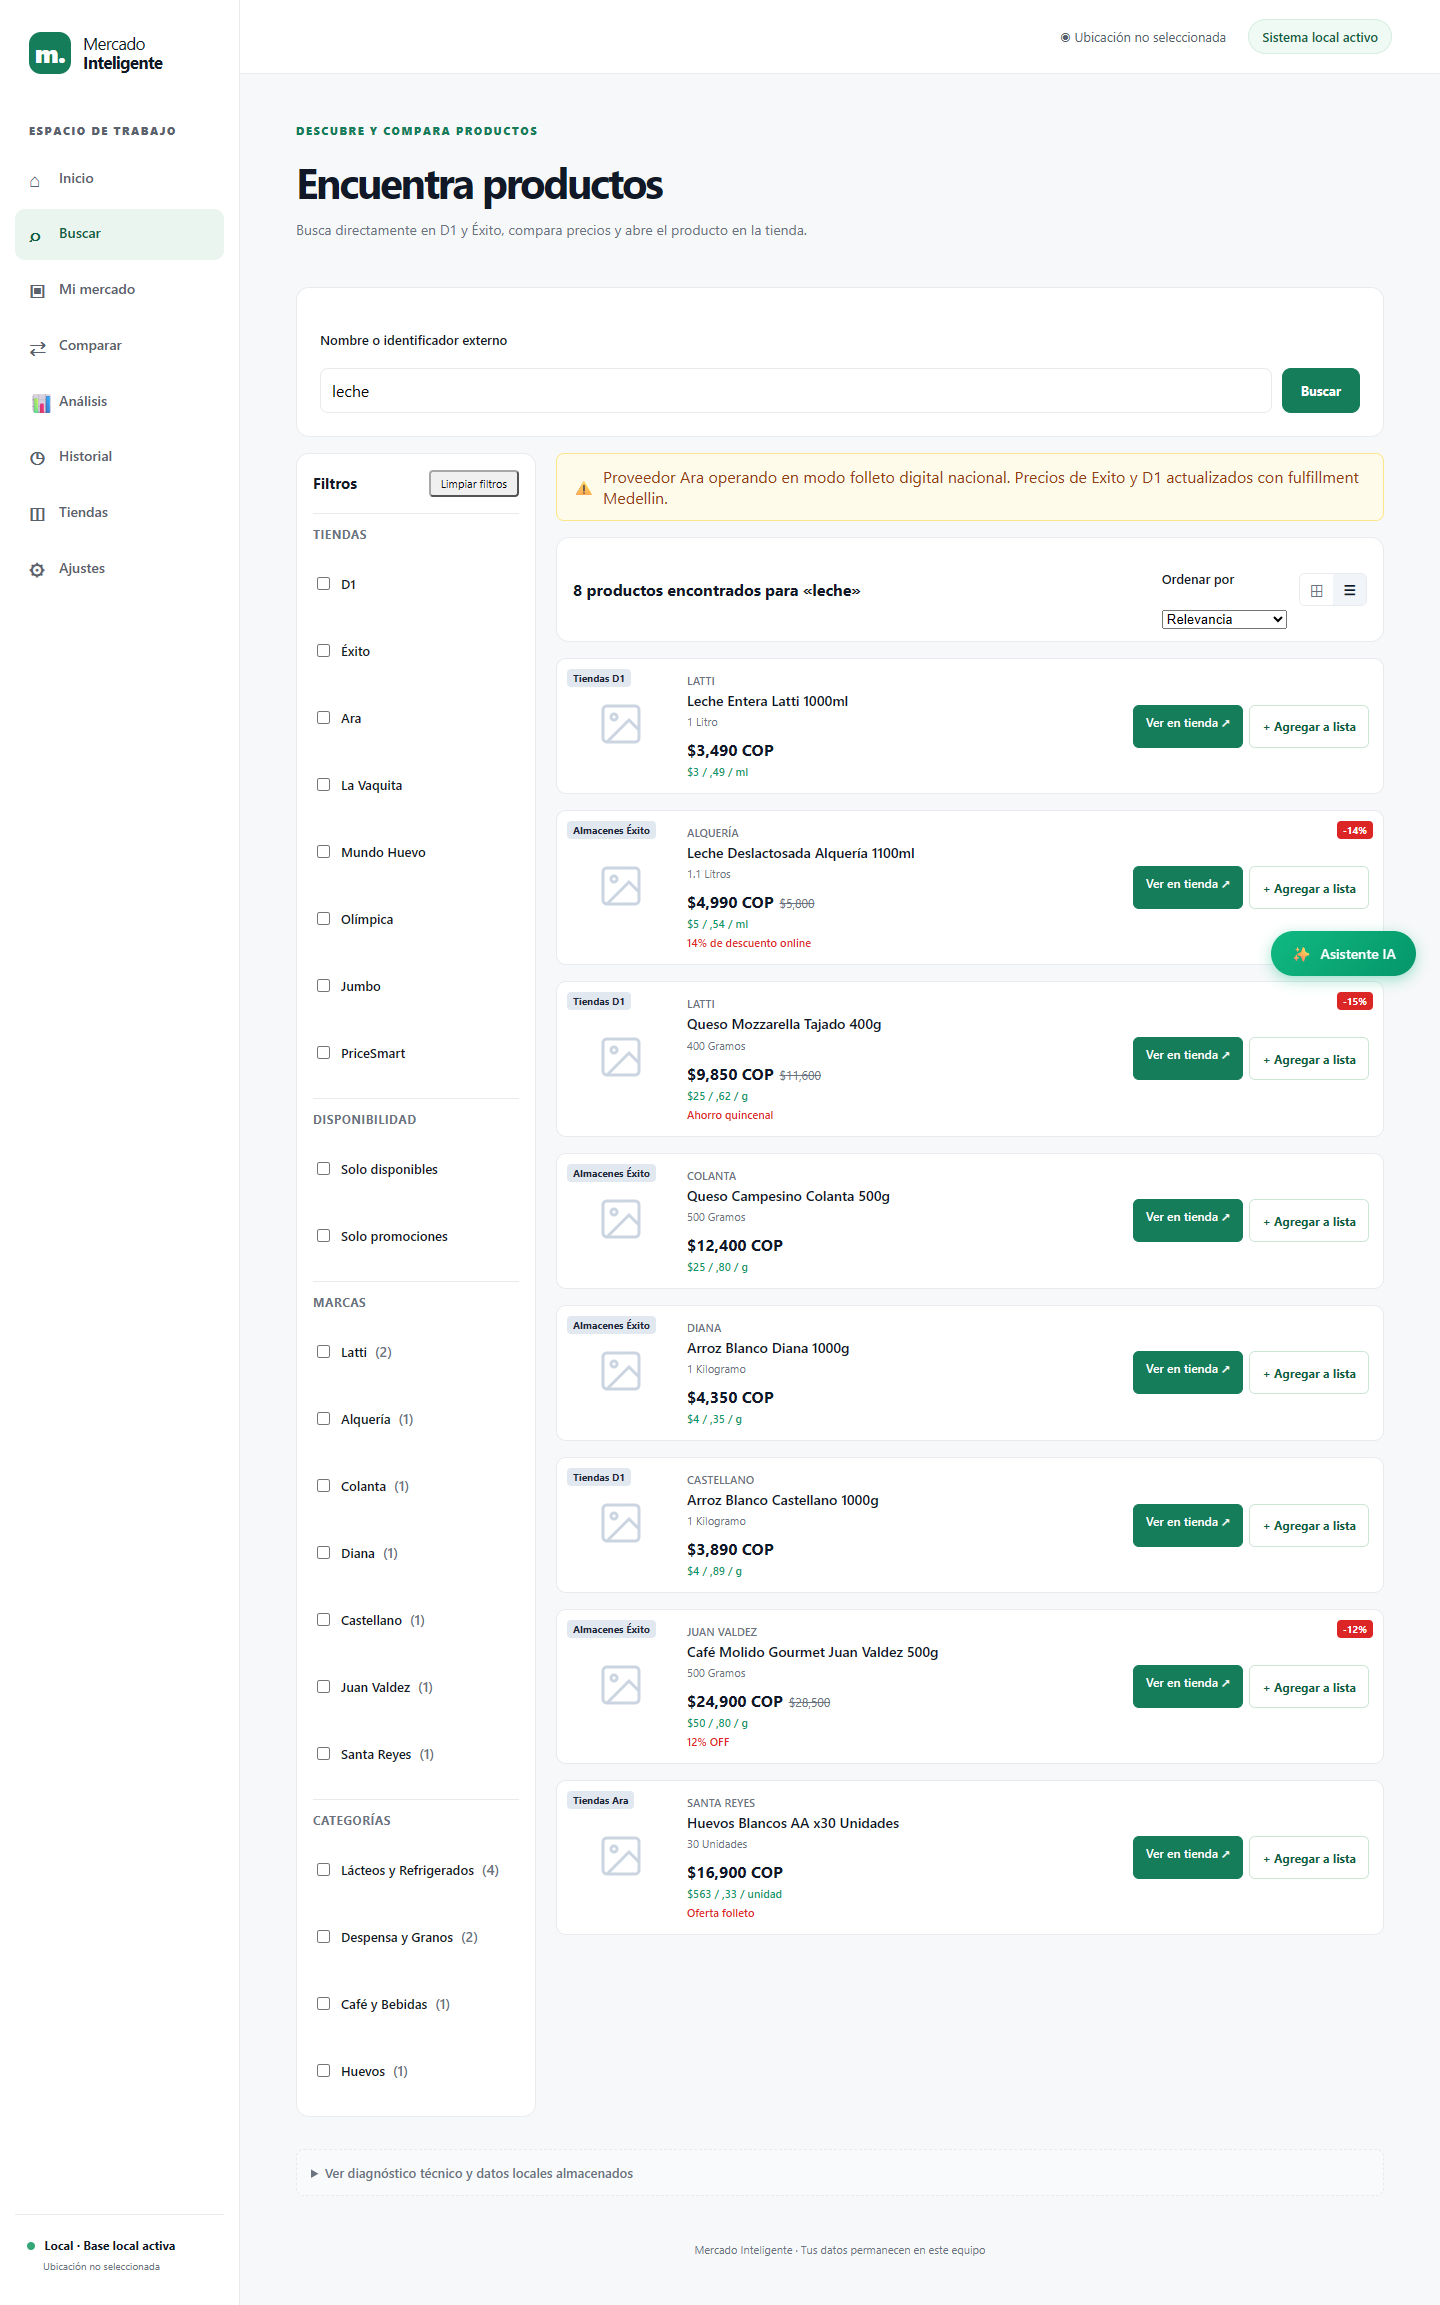 m.
Mercado
Inteligente
ESPACIO DE TRABAJO
Inicio
Buscar
Mi mercado
Comparar
Análisis
Historial
Tiendas
Ajustes
Local · Base local activa
Ubicación no seleccionada
Ubicación no seleccionada
Sistema local activo
DESCUBRE Y COMPARA PRODUCTOS
Encuentra productos
Busca directamente en D1 y Éxito, compara precios y abre el producto en la tienda.
Nombre o identificador externo
leche
Buscar
Filtros
Limpiar filtros
TIENDAS
D1
Éxito
Ara
La Vaquita
Mundo Huevo
Olímpica
Jumbo
PriceSmart
DISPONIBILIDAD
Solo disponibles
Solo promociones
MARCAS
Latti (2)
Alquería (1)
Colanta (1)
Diana (1)
Castellano (1)
Juan Valdez (1)
Santa Reyes (1)
CATEGORÍAS
Lácteos y Refrigerados (4)
Despensa y Granos (2)
Café y Bebidas (1)
Huevos (1)
Proveedor Ara operando en modo folleto digital nacional. Precios de Exito y D1 actualizados con fulfillment
Medellin.
8 productos encontrados para «leche»
Ordenar por
Relevancia
Tiendas D1
LATTI
Leche Entera Latti 1000ml
1 Litro
$3,490 COP
$3 / ,49 / ml
Ver en tienda ↗
+ Agregar a lista
Almacenes Éxito
ALQUERÍA
Leche Deslactosada Alquería 1100ml
1.1 Litros
$4,990 COP $5,800
$5 / ,54 / ml
14% de descuento online
-14%
Ver en tienda ↗
+ Agregar a lista
Asistente IA
Tiendas D1
LATTI
Queso Mozzarella Tajado 400g
400 Gramos
$9,850 COP $11,600
$25 / ,62 / g
Ahorro quincenal
-15%
Ver en tienda ↗
+ Agregar a lista
Almacenes Éxito
COLANTA
Queso Campesino Colanta 500g
500 Gramos
$12,400 COP
$25 / ,80 / g
Ver en tienda ↗
+ Agregar a lista
Almacenes Éxito
DIANA
Arroz Blanco Diana 1000g
1 Kilogramo
$4,350 COP
$4 / ,35 / g
Ver en tienda ↗
+ Agregar a lista
Tiendas D1
CASTELLANO
Arroz Blanco Castellano 1000g
1 Kilogramo
$3,890 COP
$4 / ,89 / g
Ver en tienda ↗
+ Agregar a lista
Almacenes Éxito
JUAN VALDEZ
Café Molido Gourmet Juan Valdez 500g
500 Gramos
$24,900 COP $28,500
$50 / ,80 / g
12% OFF
-12%
Ver en tienda ↗
+ Agregar a lista
Tiendas Ara
SANTA REYES
Huevos Blancos AA x30 Unidades
30 Unidades
$16,900 COP
$563 / ,33 / unidad
Oferta folleto
Ver en tienda ↗
+ Agregar a lista
Ver diagnóstico técnico y datos locales almacenados
Mercado Inteligente · Tus datos permanecen en este equipo